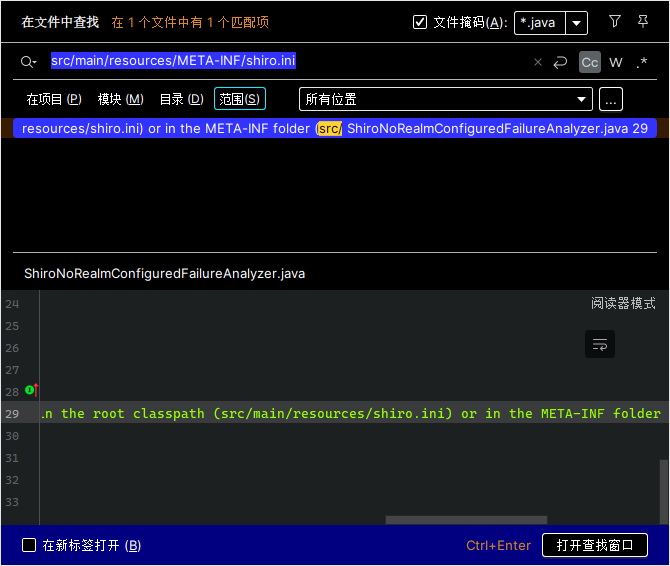 在文件中查找 在 1 个文件中有 1 个匹配项 文件掩码(A): *.java
src/main/resources/META-INF/shiro.ini Cc W .*
在项目 (P) 模块 (M) 目录 (D) 范围(S) 所有位置 ...
resources/shiro.ini) or in the META-INF folder (src/ ShiroNoRealmConfiguredFailureAnalyzer.java 29
ShiroNoRealmConfiguredFailureAnalyzer.java
24 阅读器模式
25
26
27
28
29 in the root classpath (src/main/resources/shiro.ini) or in the META-INF folder
30
31
32
33
在新标签打开 (B) Ctrl+Enter 打开查找窗口